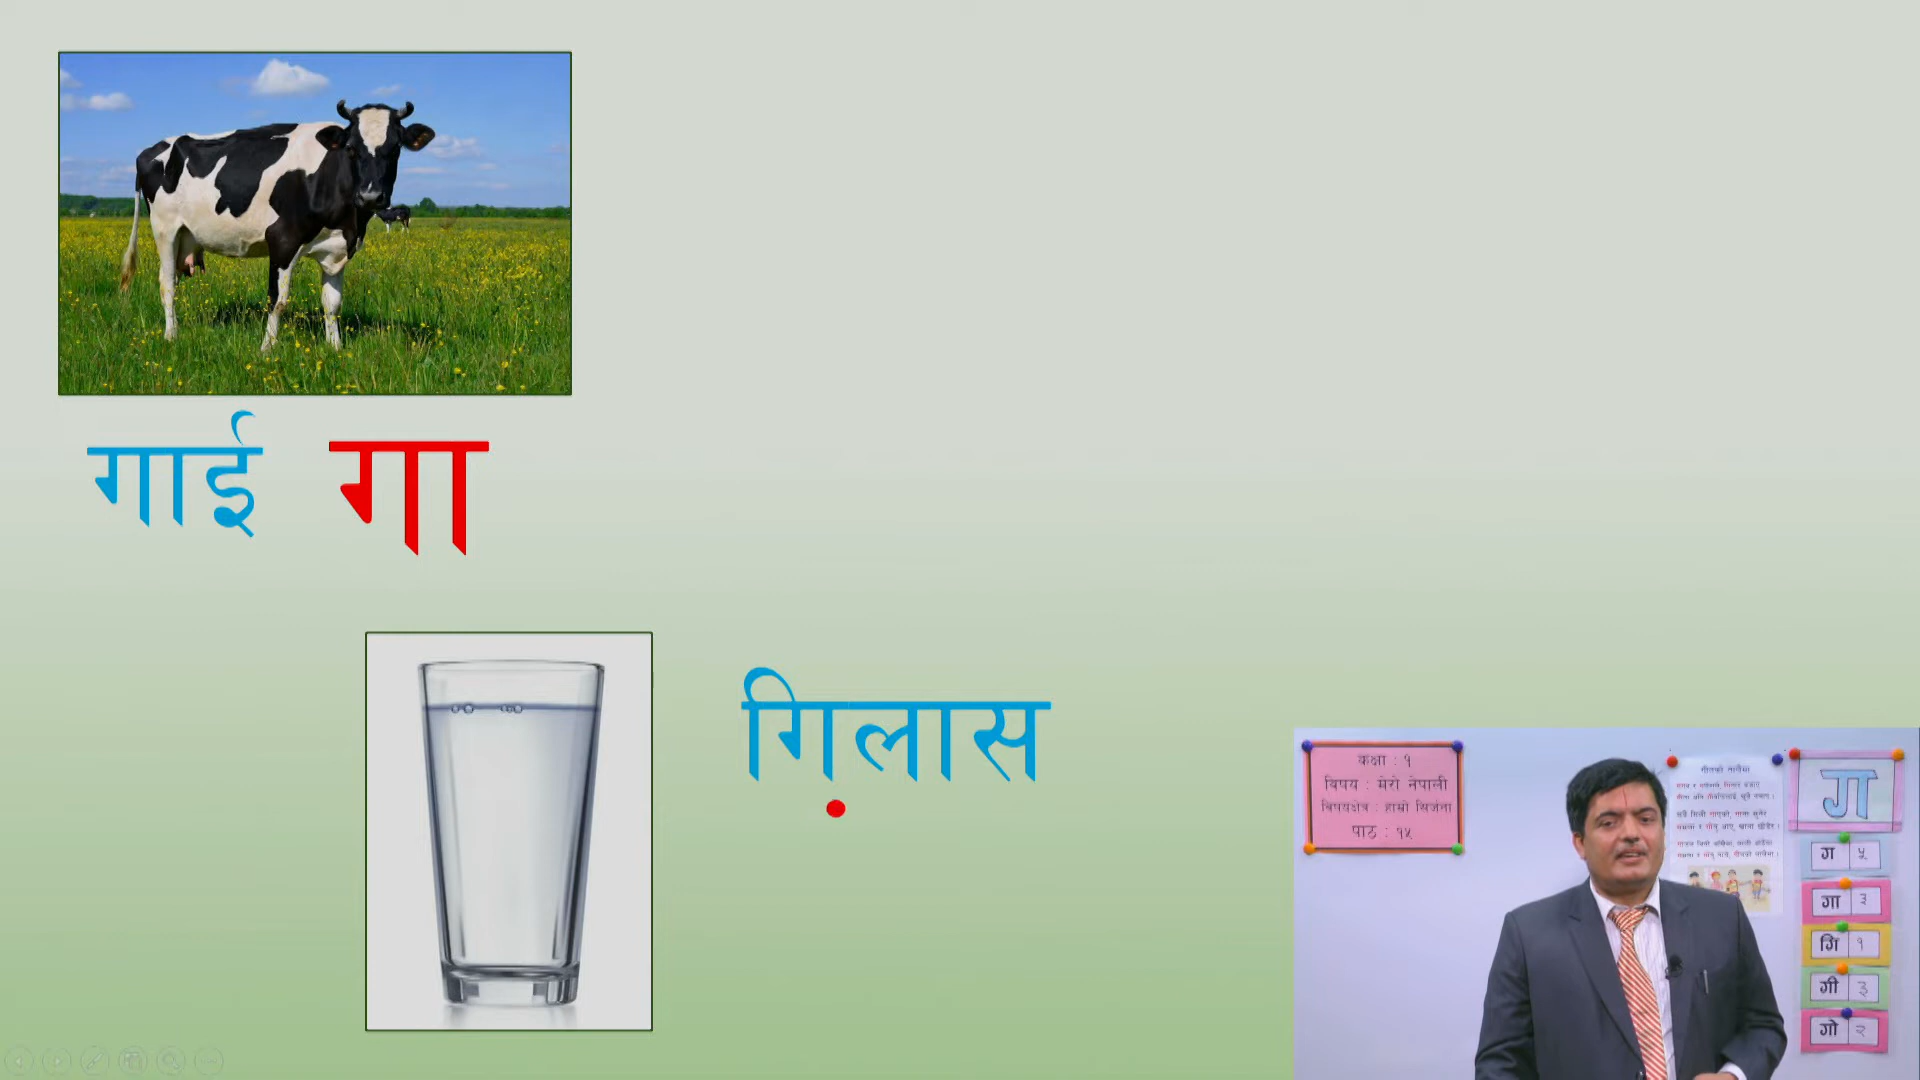 गाई गा
गिलास
कक्षा : १
विषय : मेरो नेपाली
विषयक्षेत्र : हाम्रो सिर्जना
पाठ : १५
ग
ग ५
गा ३
गि १
गी ३
गो २